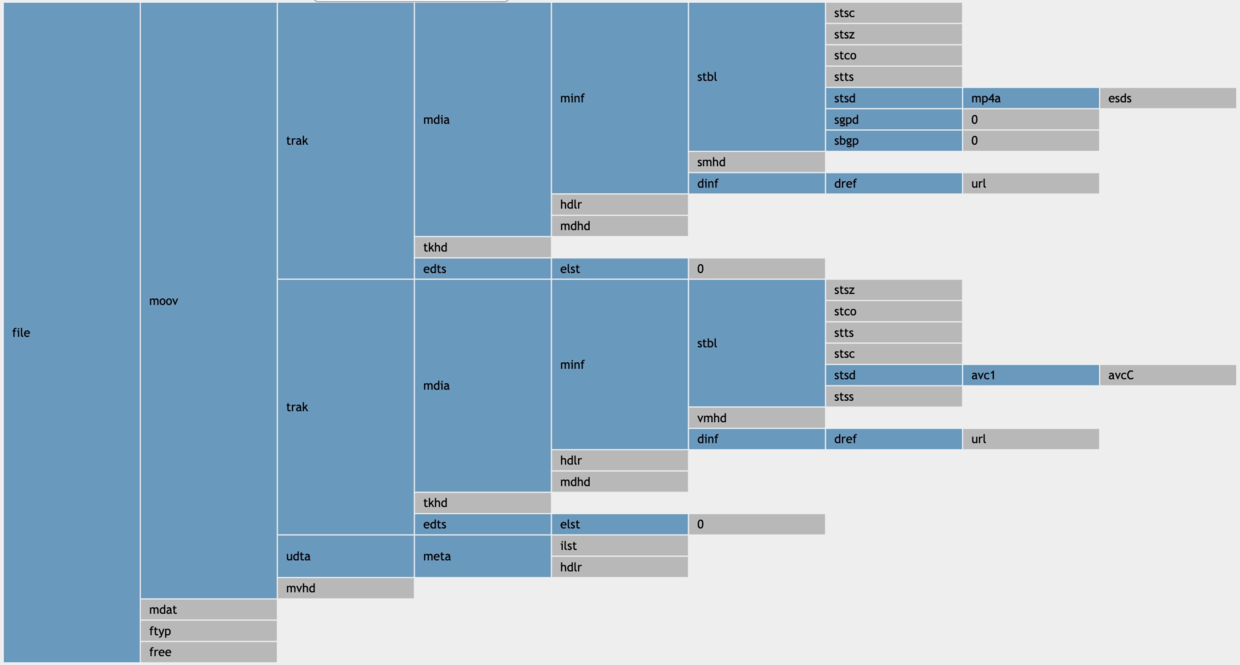 stsc
stsz
stco
stts
stbl
stsd mp4a esds
minf
sgpd 0
mdia
sbgp 0
trak
smhd
dinf dref url
hdlr
mdhd
tkhd
edts elst 0
stsz
moov
stco
file
stts
stbl
stsc
minf
stsd avc1 avcC
mdia
stss
trak
vmhd
dinf dref url
hdlr
mdhd
tkhd
edts elst 0
ilst
udta meta
hdlr
mvhd
mdat
ftyp
free